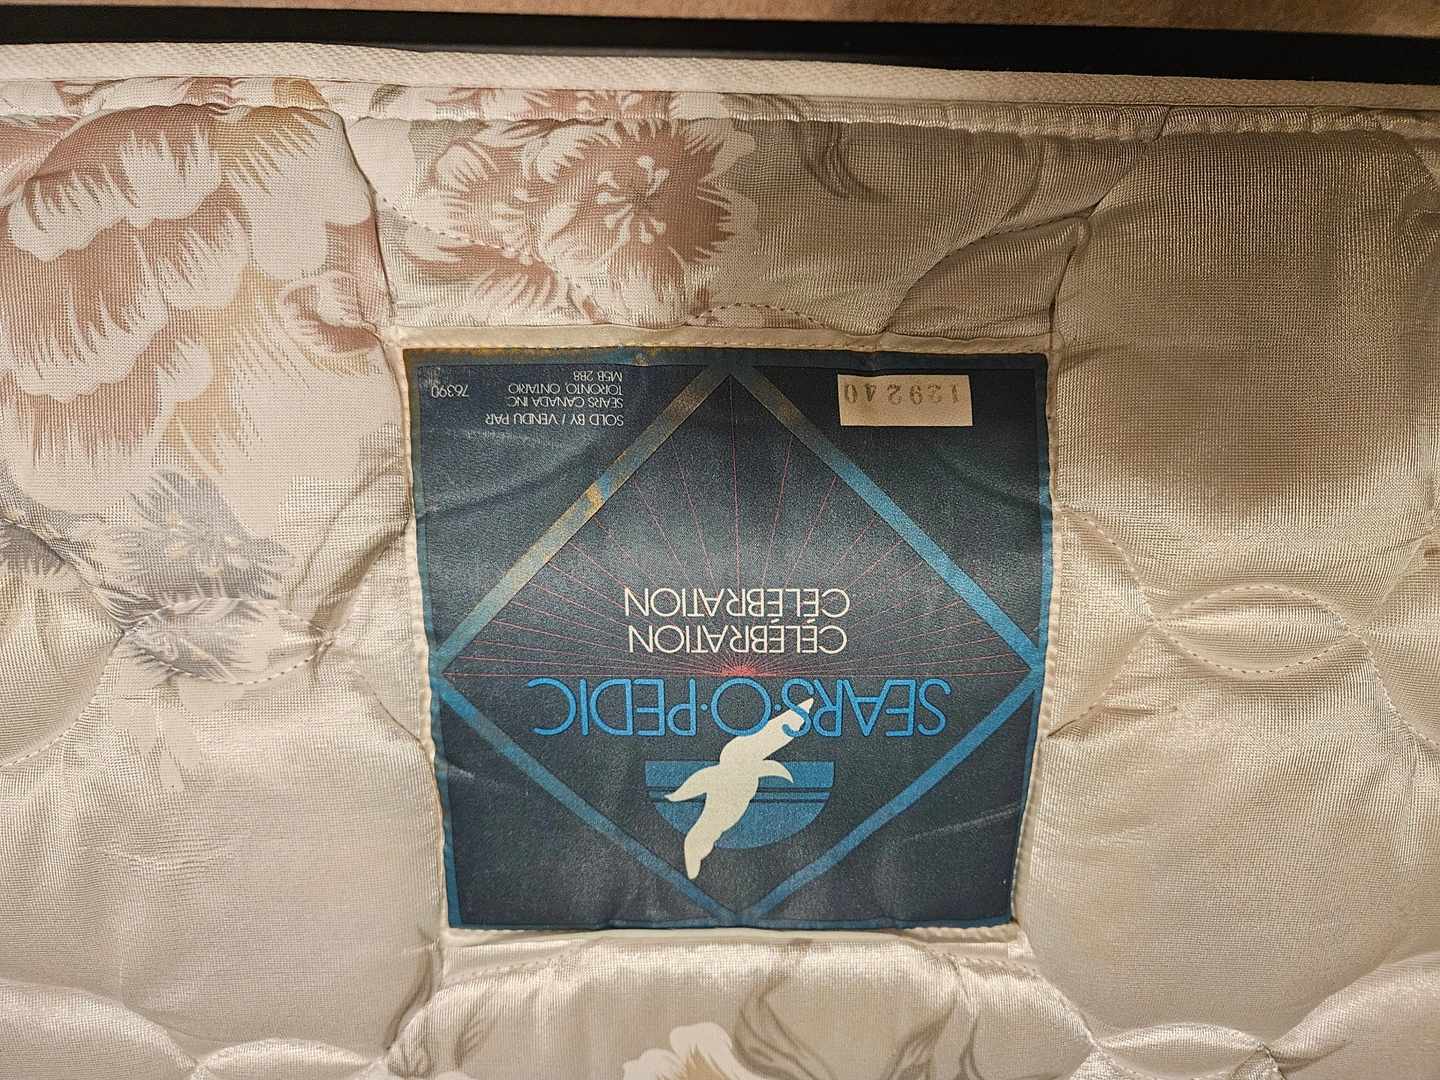 SEARS·O·PEDIC
CELEBRATION
CÉLÉBRATION
129240
SOLD BY / VENDU PAR
SEARS CANADA INC
TORONTO, ONTARIO
M5B 2B8
76390